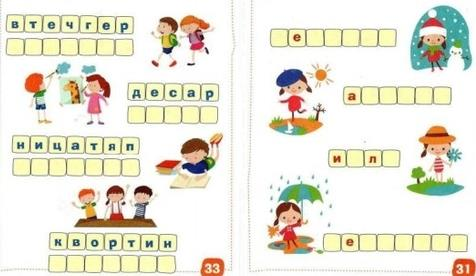 втечгер
десар
ницатяп
квортин
33
е
а
ил
е
31